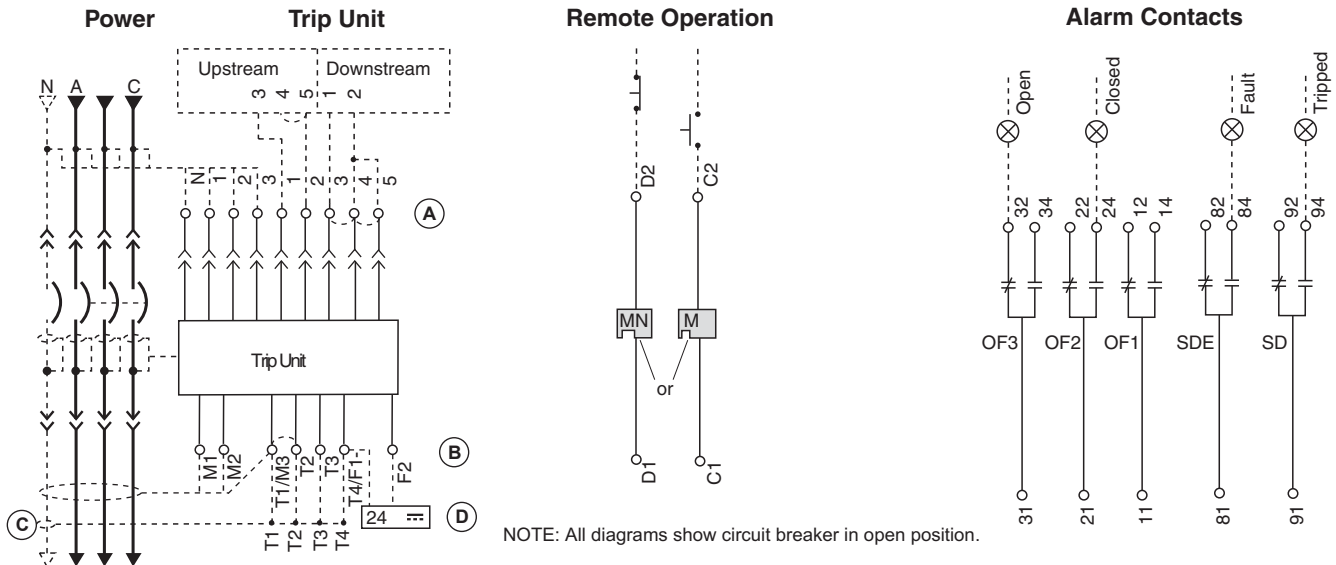 Power
Trip Unit
Remote Operation
Alarm Contacts
Upstream
Downstream
3
4
5
1
2
N
A
C
N
1
2
3
1
2
3
4
5
A
Trip Unit
M1
M2
T1/M3
T2
T3
T4/F1-
F2
B
C
24
D
T1
T2
T3
T4
D2
C2
MN
M
or
D1
C1
NOTE: All diagrams show circuit breaker in open position.
Open
Closed
Fault
Tripped
32
34
22
24
12
14
82
84
92
94
OF3
OF2
OF1
SDE
SD
31
21
11
81
91